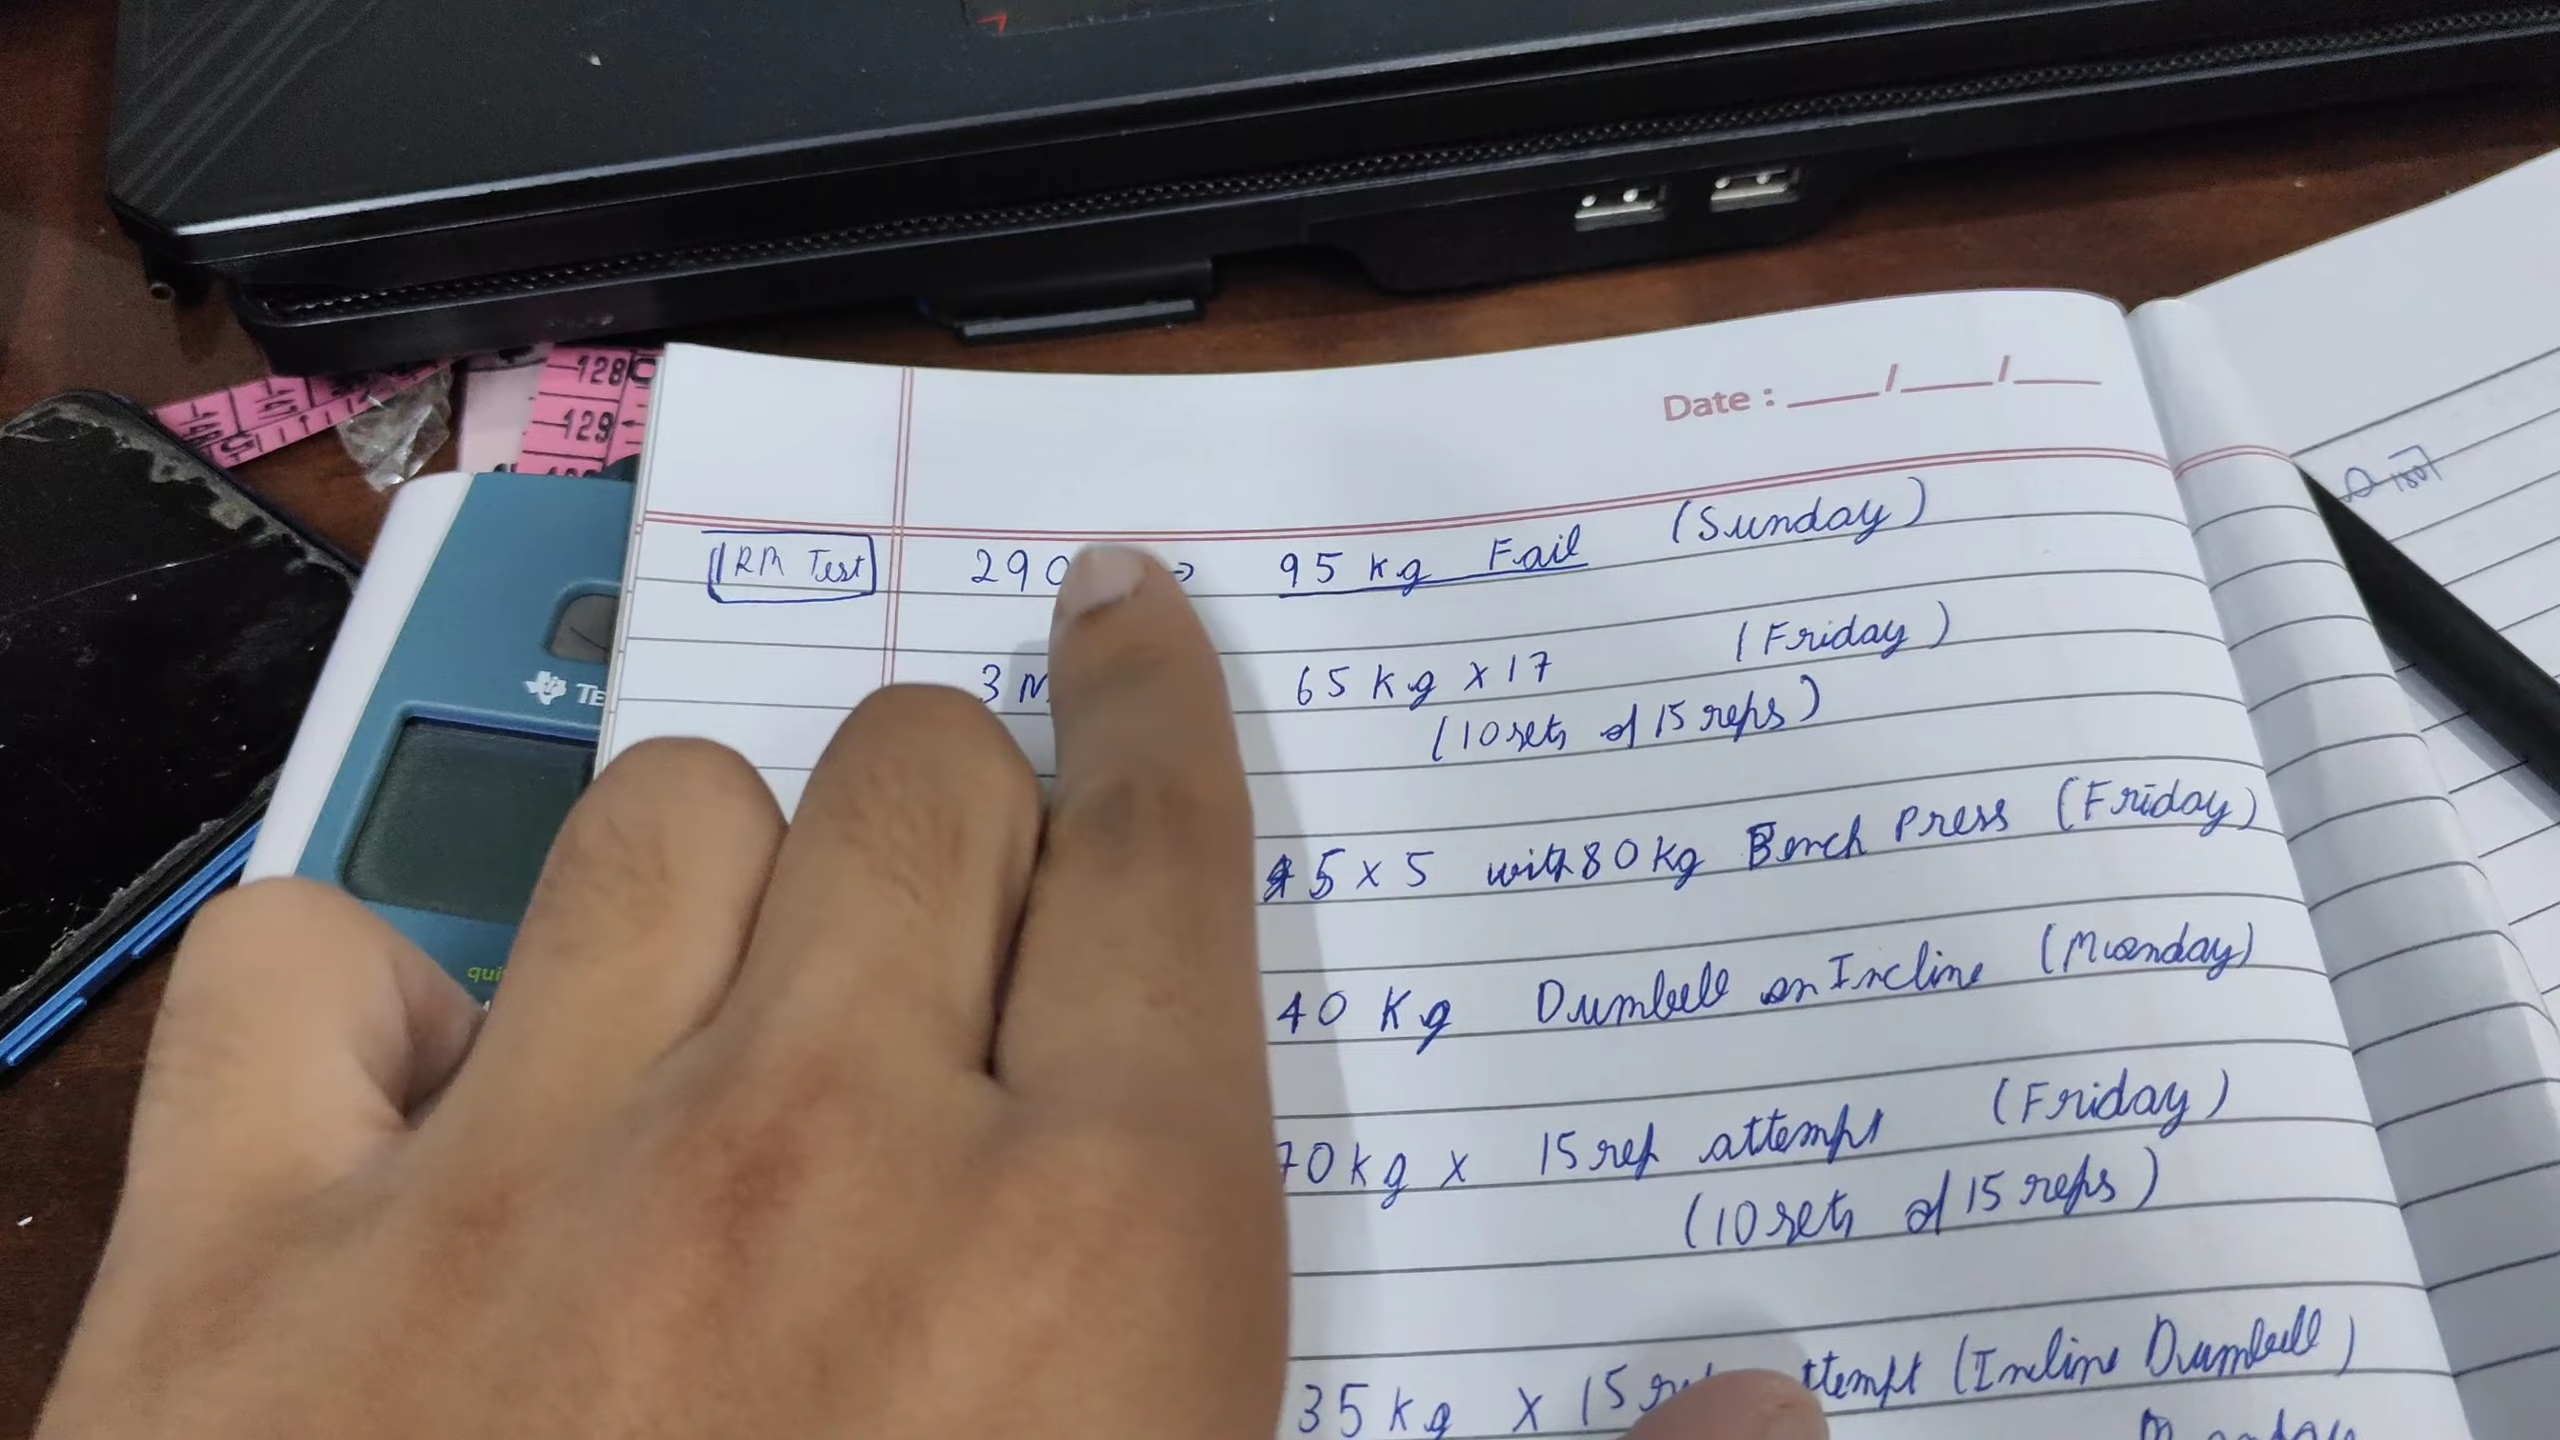 128
129
Date : ___/___/___
1RM Test 290 → 95 kg Fail (Sunday)
3 65 kg x 17 (Friday)
(10 sets of 15 reps)
5 x 5 with 80 kg Bench Press (Friday)
40 Kg Dumbell on Incline (Monday)
70 kg x 15 rep attempt (Friday)
(10 sets of 15 reps)
35 kg x 15 ttempt (Incline Dumbell)